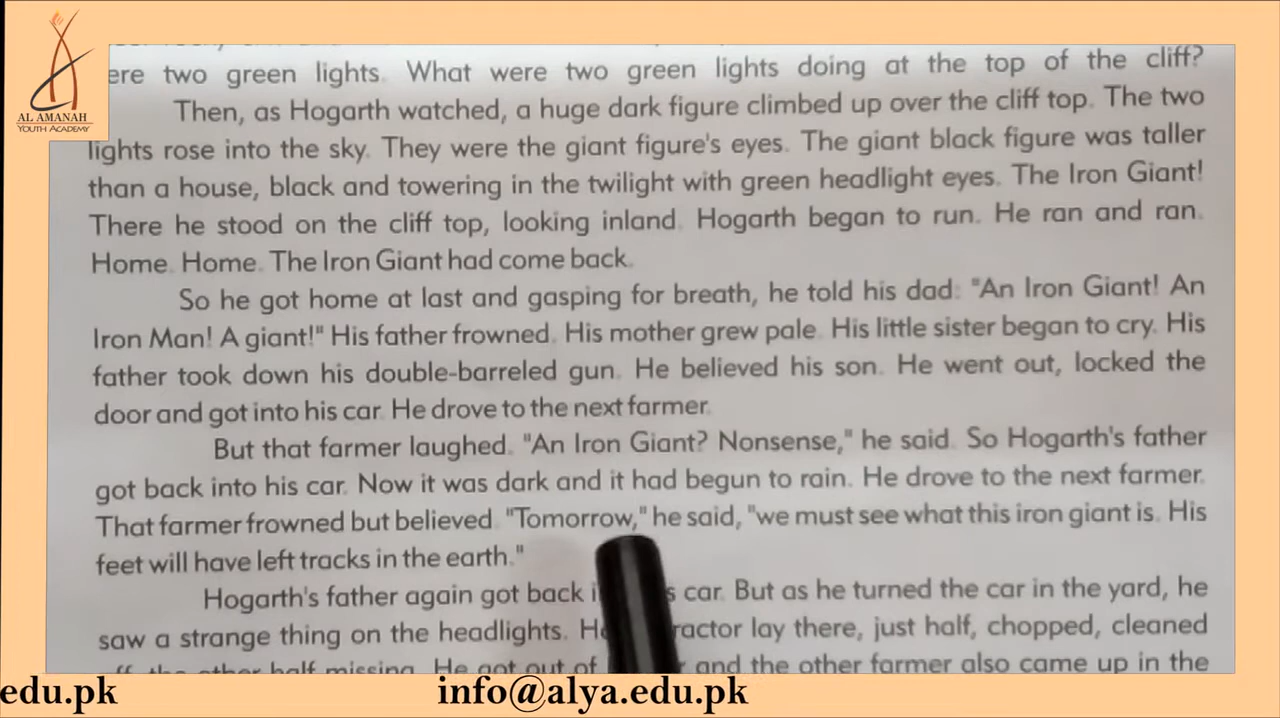 AL AMANAH
YOUTH ACADEMY
ere two green lights. What were two green lights doing at the top of the cliff?
Then, as Hogarth watched, a huge dark figure climbed up over the cliff top. The two
lights rose into the sky. They were the giant figure's eyes. The giant black figure was taller
than a house, black and towering in the twilight with green headlight eyes. The Iron Giant!
There he stood on the cliff top, looking inland. Hogarth began to run. He ran and ran.
Home. Home. The Iron Giant had come back.
So he got home at last and gasping for breath, he told his dad: "An Iron Giant! An
Iron Man! A giant!" His father frowned. His mother grew pale. His little sister began to cry. His
father took down his double-barreled gun. He believed his son. He went out, locked the
door and got into his car. He drove to the next farmer.
But that farmer laughed. "An Iron Giant? Nonsense," he said. So Hogarth's father
got back into his car. Now it was dark and it had begun to rain. He drove to the next farmer.
That farmer frowned but believed. "Tomorrow," he said, "we must see what this iron giant is. His
feet will have left tracks in the earth."
Hogarth's father again got back i s car. But as he turned the car in the yard, he
saw a strange thing on the headlights. H ractor lay there, just half, chopped, cleaned
off, the other half missing. He got out of and the other farmer also came up in the
edu.pk
info@alya.edu.pk